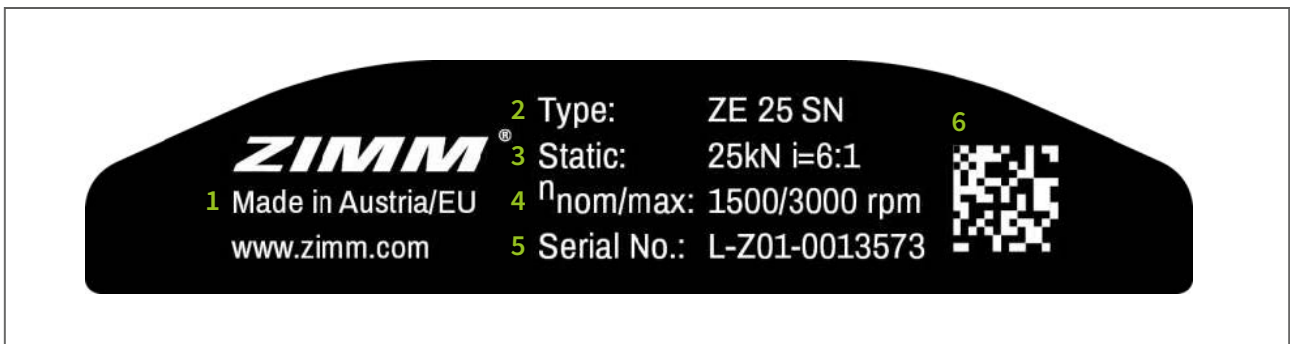 ZIMM®
1 Made in Austria/EU
www.zimm.com
2 Type: ZE 25 SN
3 Static: 25kN i=6:1
4 nnom/max: 1500/3000 rpm
5 Serial No.: L-Z01-0013573
6